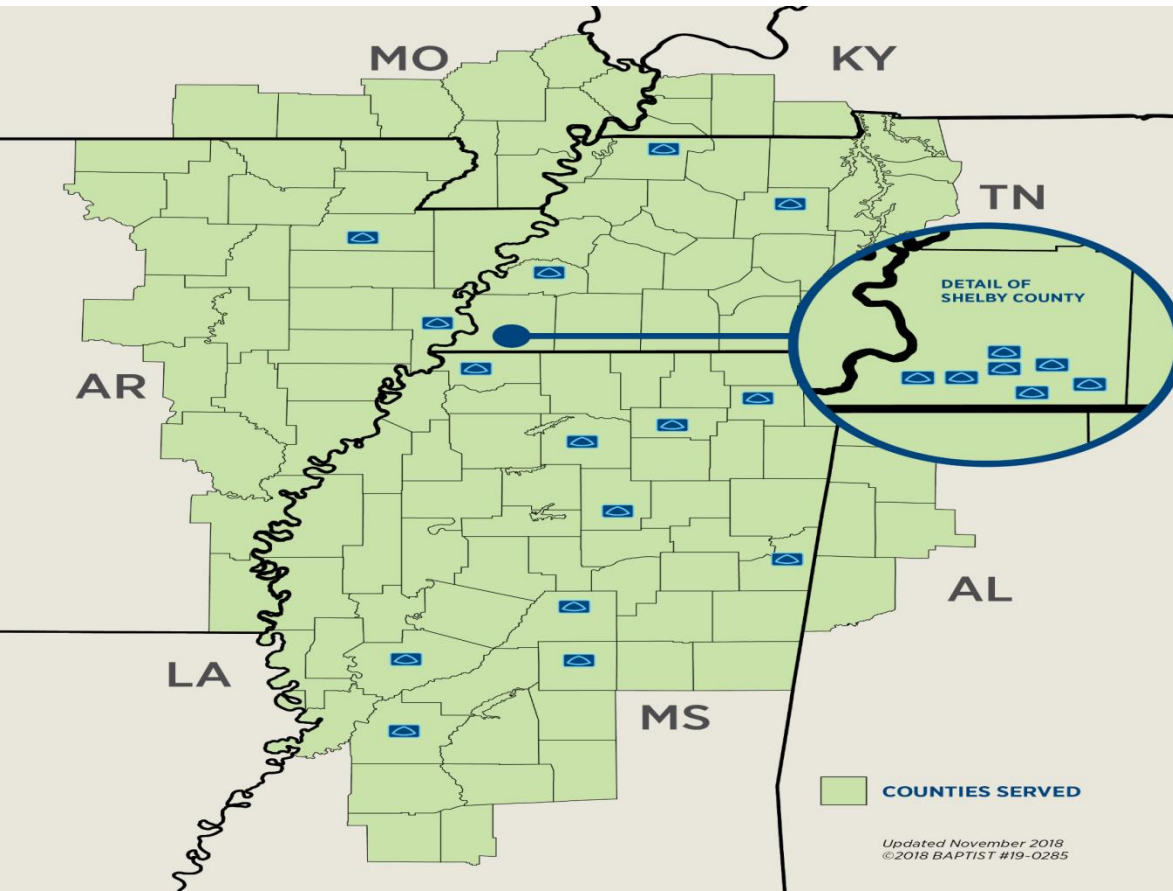 MO
KY
TN
DETAIL OF
SHELBY COUNTY
AR
AL
LA
MS
COUNTIES SERVED
Updated November 2018
©2018 BAPTIST #19-0285